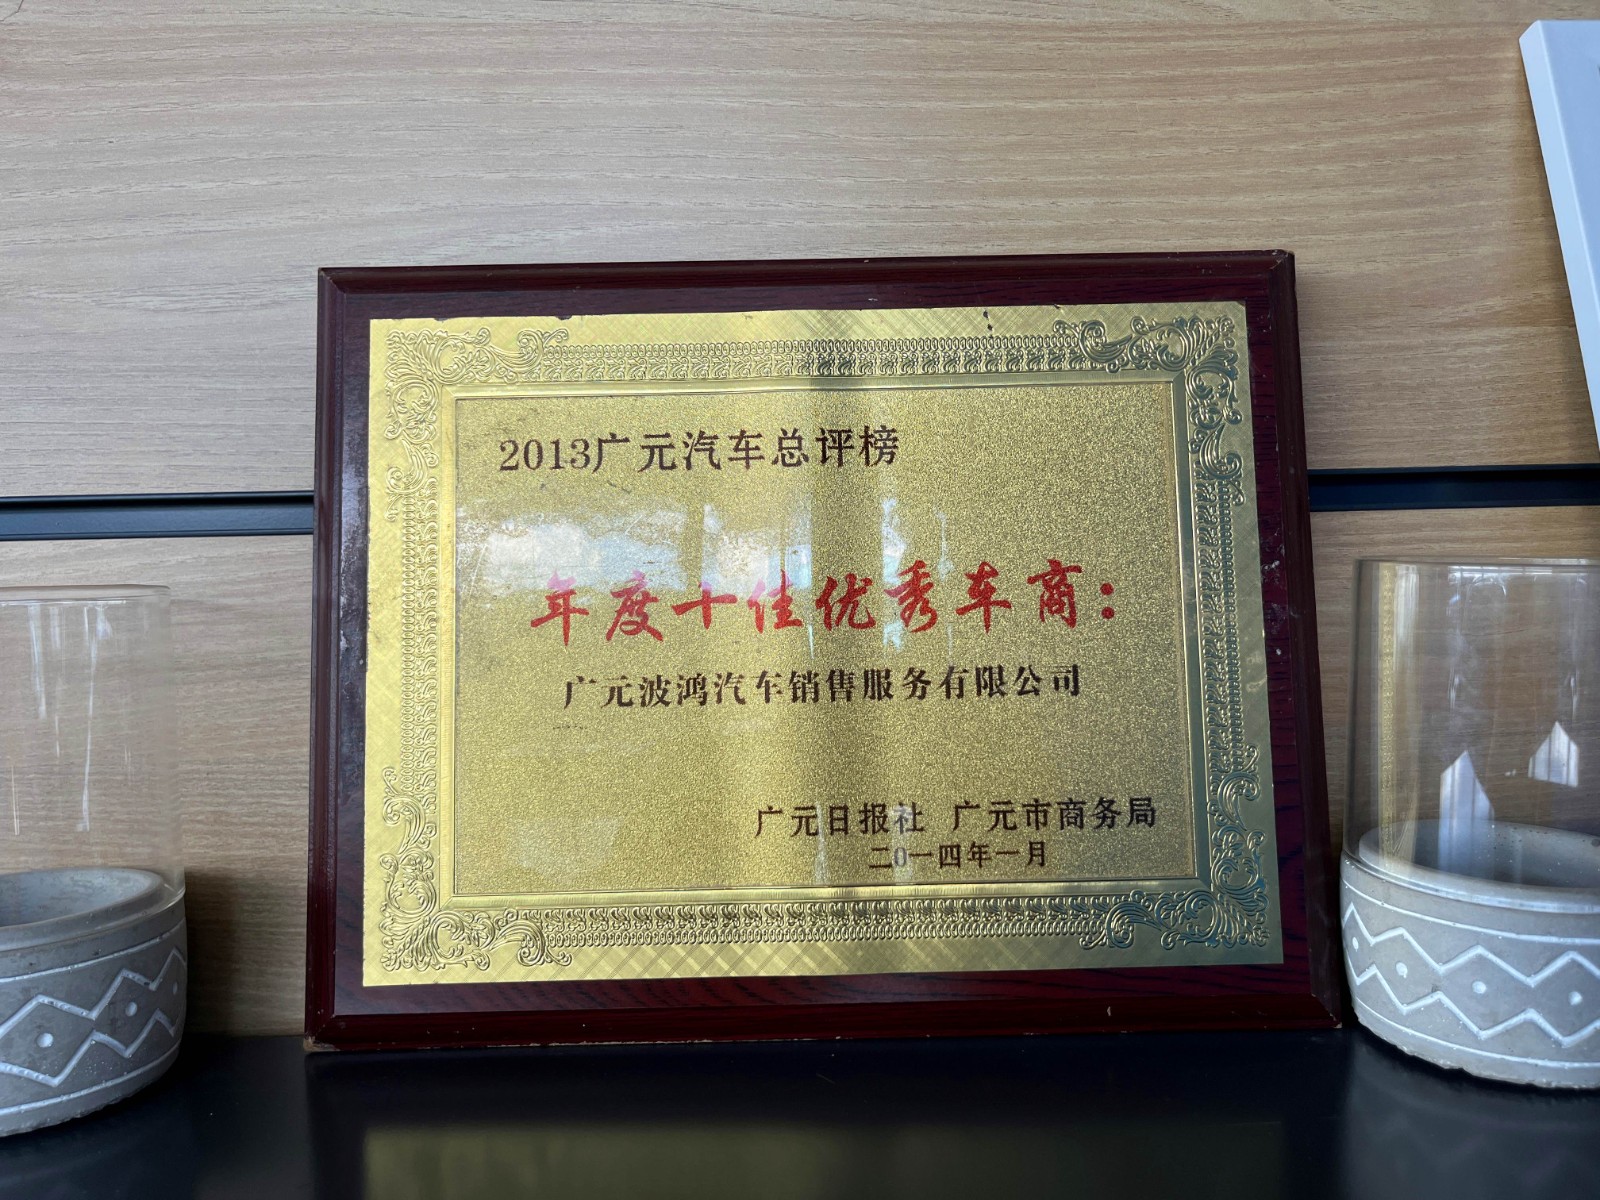 2013广元汽车总评榜
年度十佳优秀车商：
广元波鸿汽车销售服务有限公司
广元日报社 广元市商务局
二0一四年一月